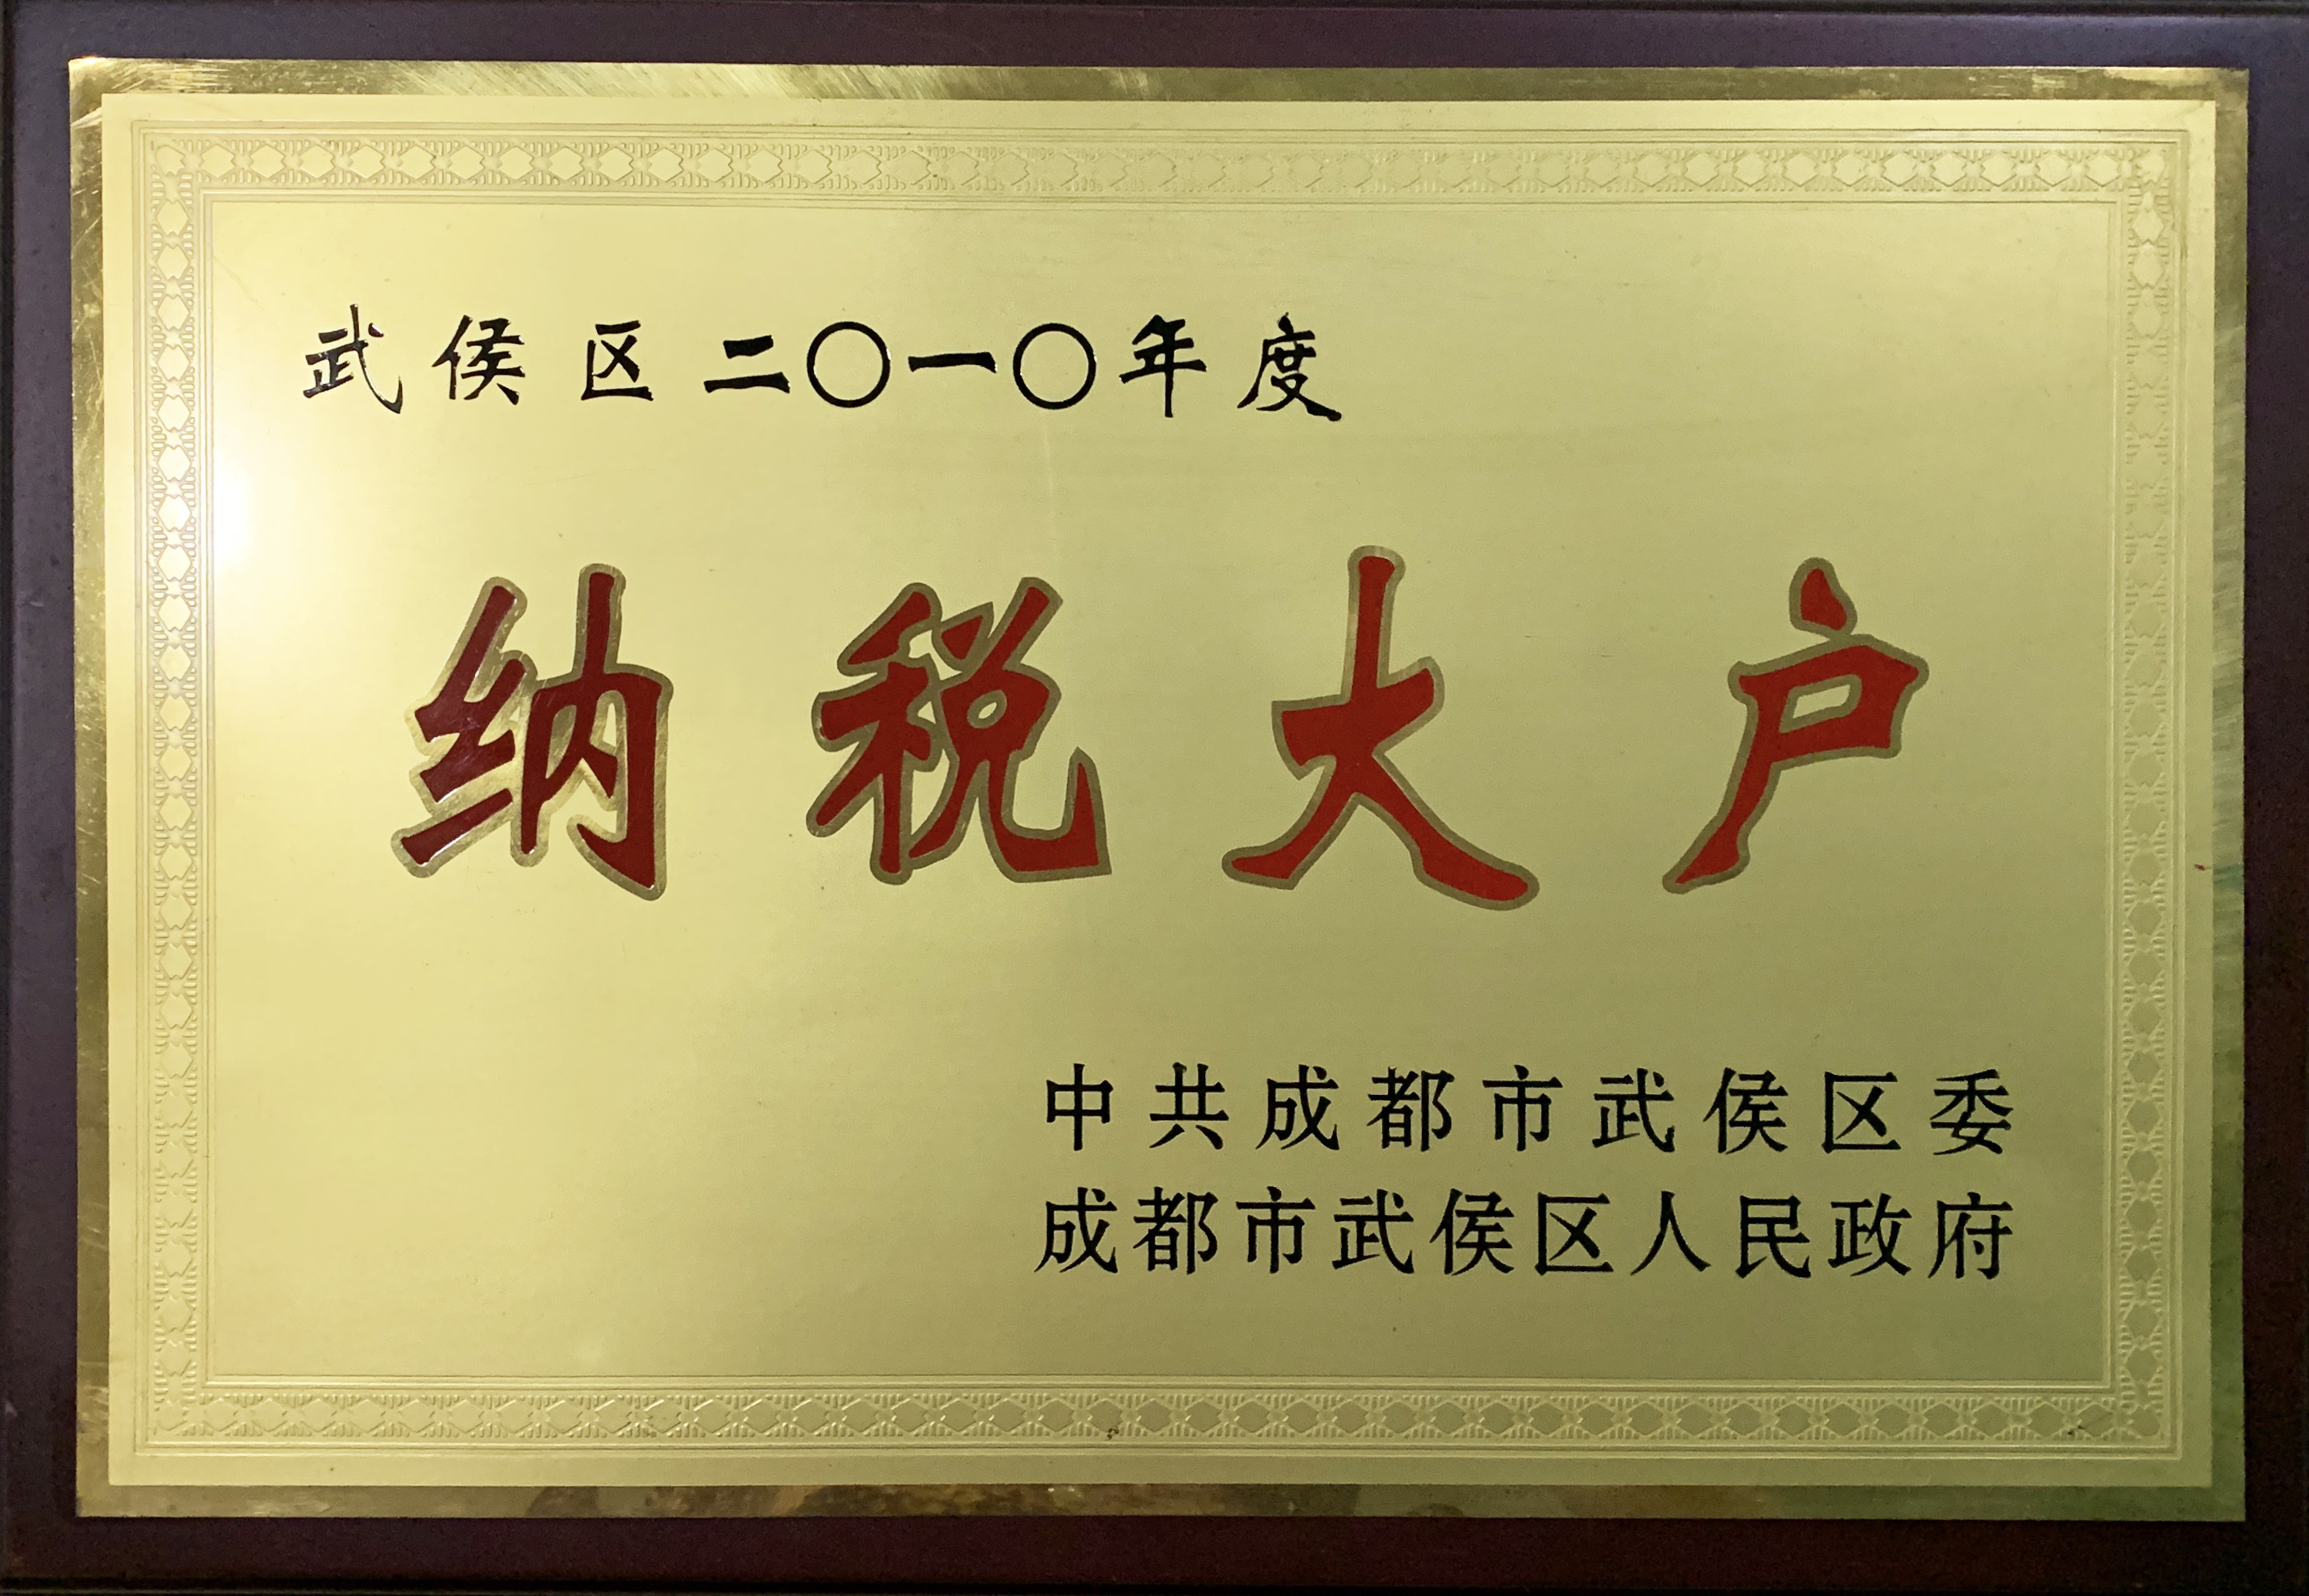 武侯区二〇一〇年度
纳税大户
中共成都市武侯区委
成都市武侯区人民政府